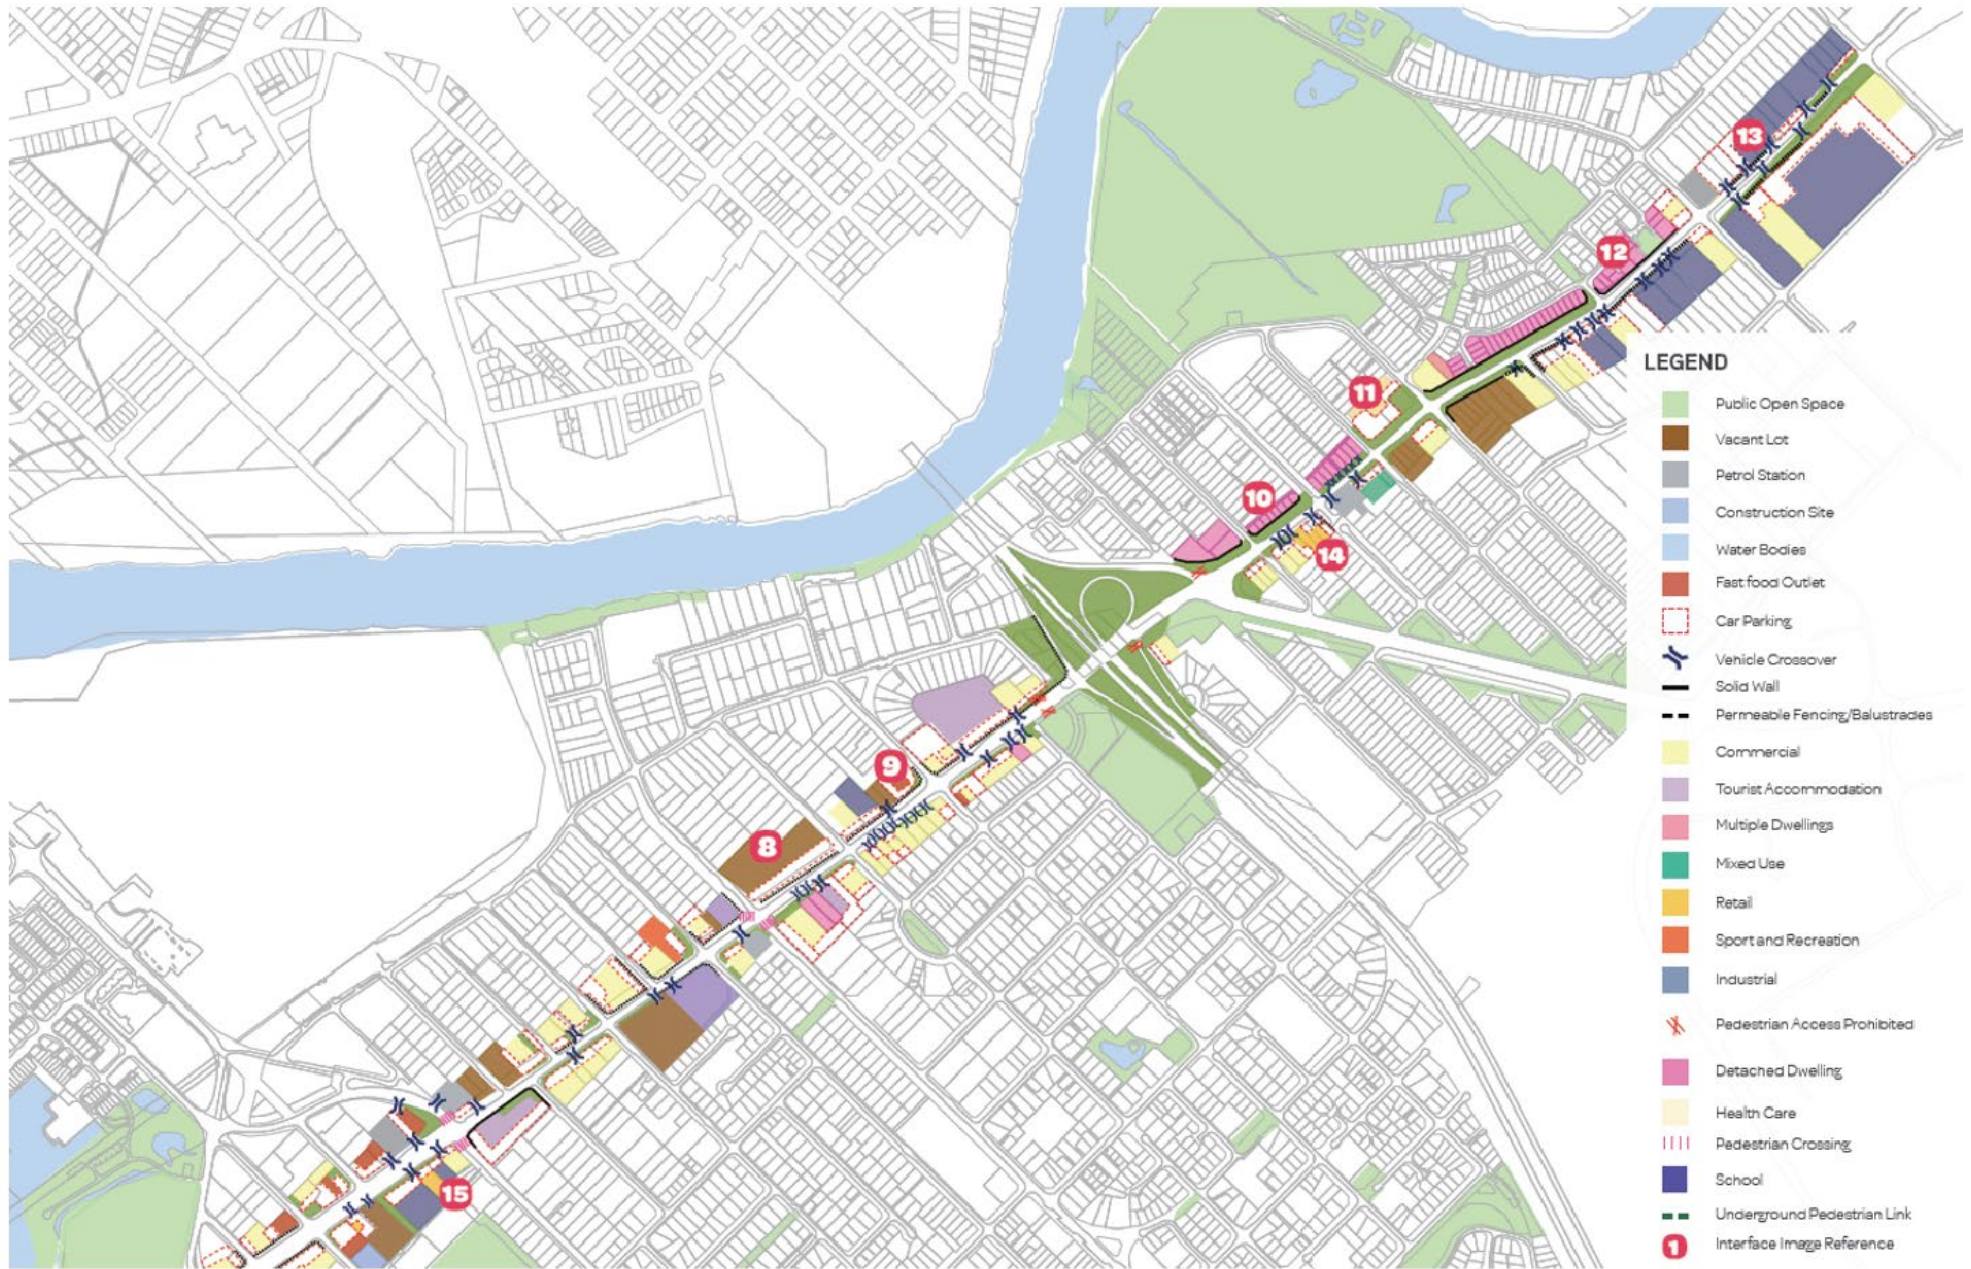 13
12
11
10
14
9
8
15
LEGEND
Public Open Space
Vacant Lot
Petrol Station
Construction Site
Water Bodies
Fast food Outlet
Car Parking
Vehicle Crossover
Solid Wall
Permeable Fencing/Balustrades
Commercial
Tourist Accommodation
Multiple Dwellings
Mixed Use
Retail
Sport and Recreation
Industrial
Pedestrian Access Prohibited
Detached Dwelling
Health Care
Pedestrian Crossing
School
Underground Pedestrian Link
1 Interface Image Reference